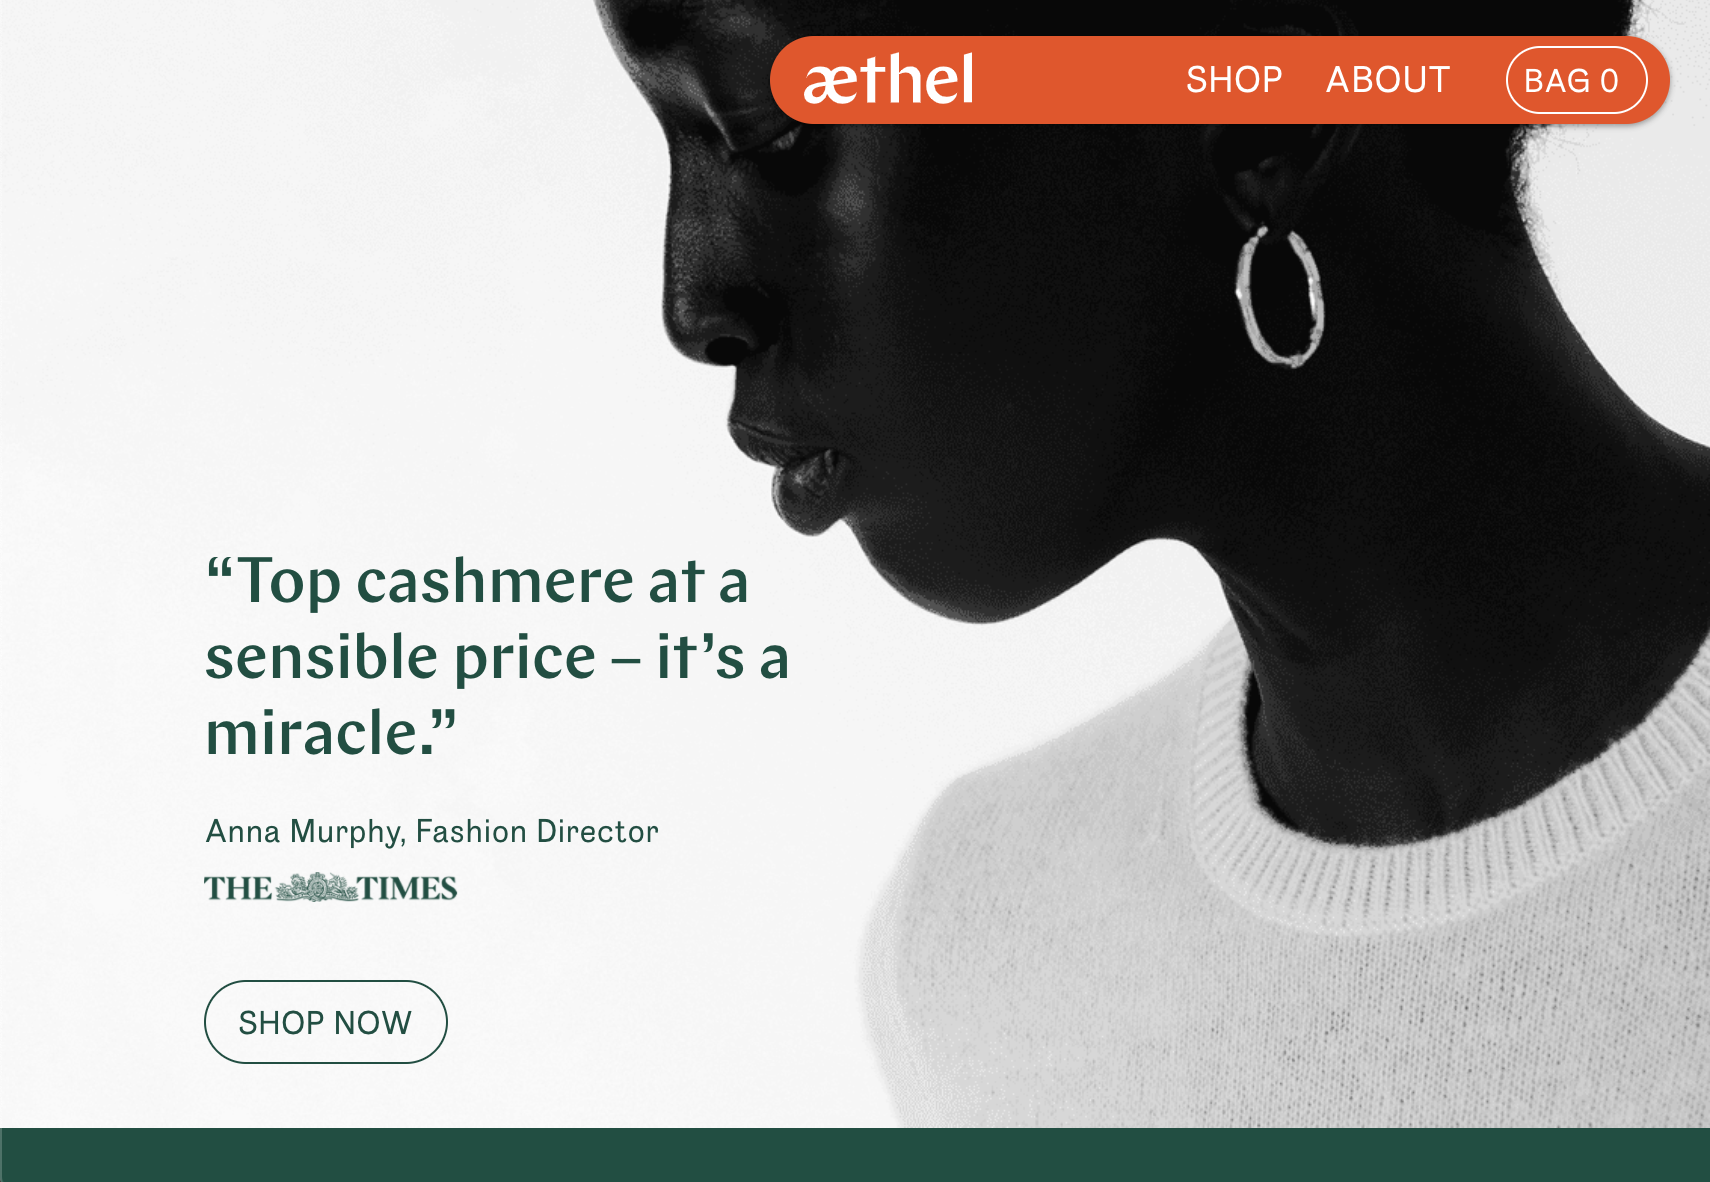 æthel
SHOP
ABOUT
BAG 0
“Top cashmere at a
sensible price – it’s a
miracle.”
Anna Murphy, Fashion Director
THE TIMES
SHOP NOW